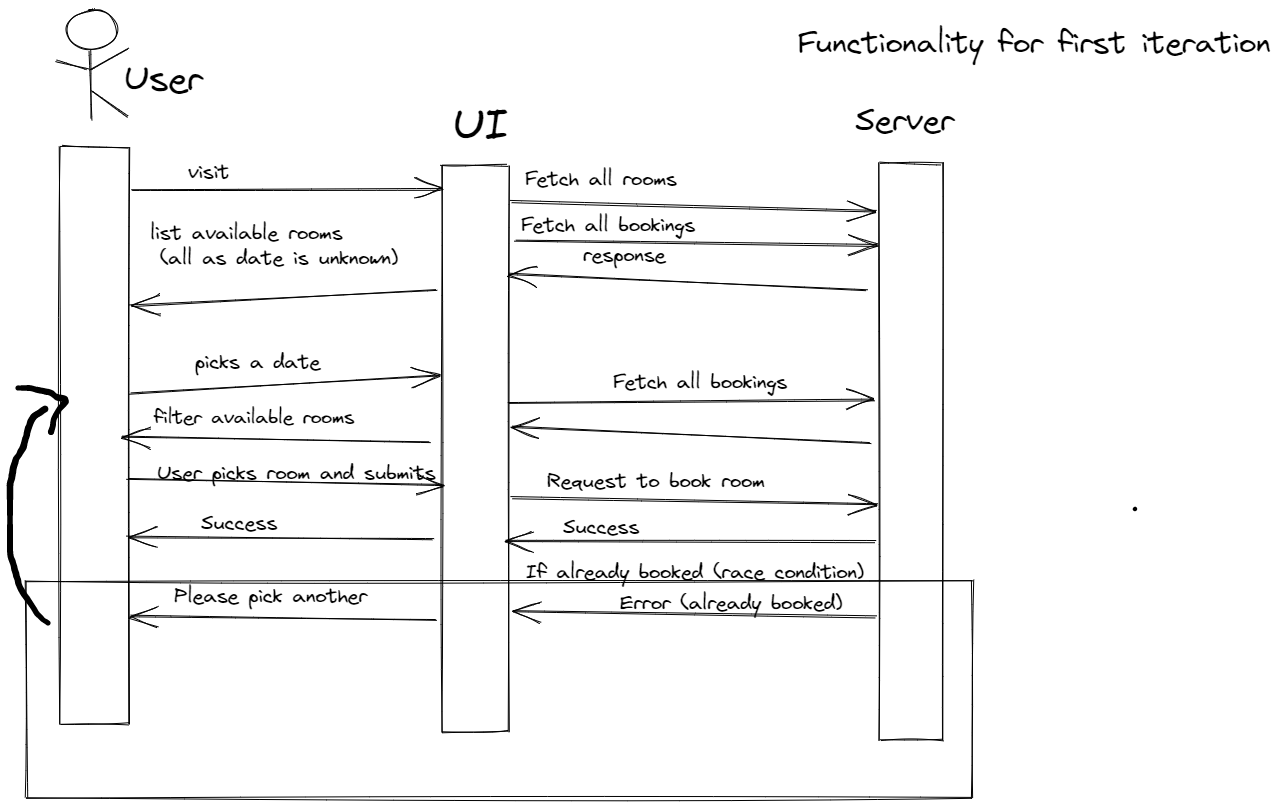 Functionality for first iteration
User
UI
Server
visit
Fetch all rooms
Fetch all bookings
list available rooms
(all as date is unknown)
response
picks a date
Fetch all bookings
filter available rooms
User picks room and submits
Request to book room
Success
Success
If already booked (race condition)
Please pick another
Error (already booked)